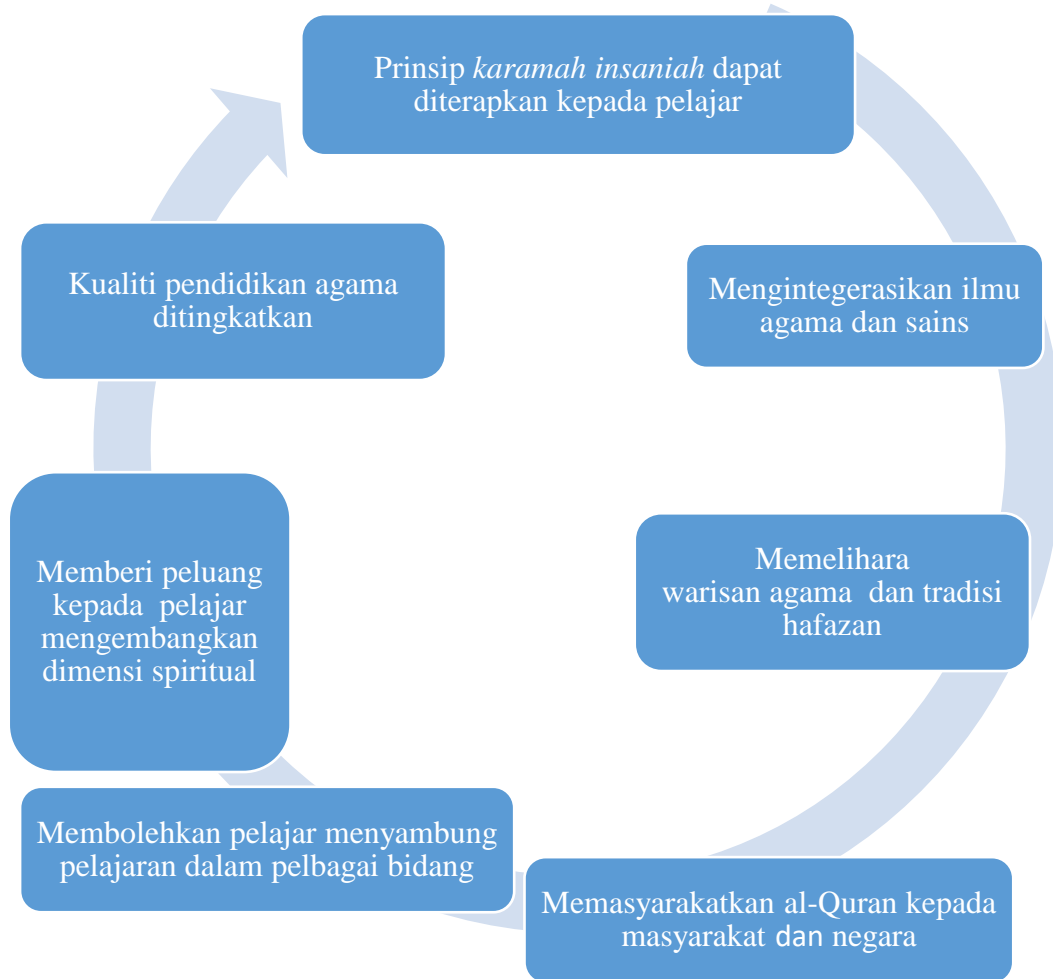 Prinsip karamah insaniah dapat
diterapkan kepada pelajar
Mengintegerasikan ilmu
agama dan sains
Memelihara
warisan agama  dan tradisi
hafazan
Memasyarakatkan al-Quran kepada
masyarakat dan negara
Membolehkan pelajar menyambung
pelajaran dalam pelbagai bidang
Memberi peluang
kepada  pelajar
mengembangkan
dimensi spiritual
Kualiti pendidikan agama
ditingkatkan